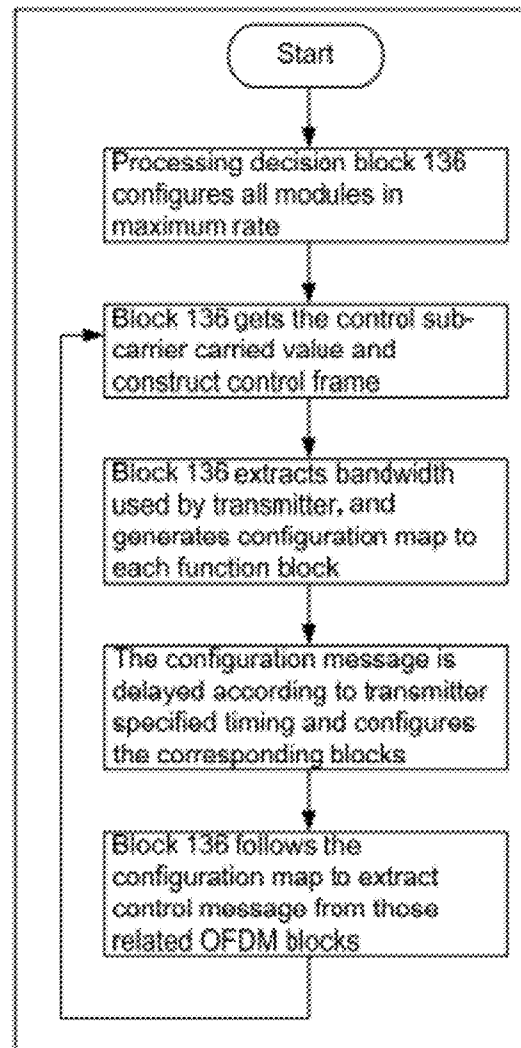 Start
Processing decision block 136
configures all modules in
maximum rate
Block 136 gets the control sub-
carrier carried value and
construct control frame
Block 136 extracts bandwidth
used by transmitter, and
generates configuration map to
each function block
The configuration message is
delayed according to transmitter
specified timing and configures
the corresponding blocks
Block 136 follows the
configuration map to extract
control message from those
related OFDM blocks